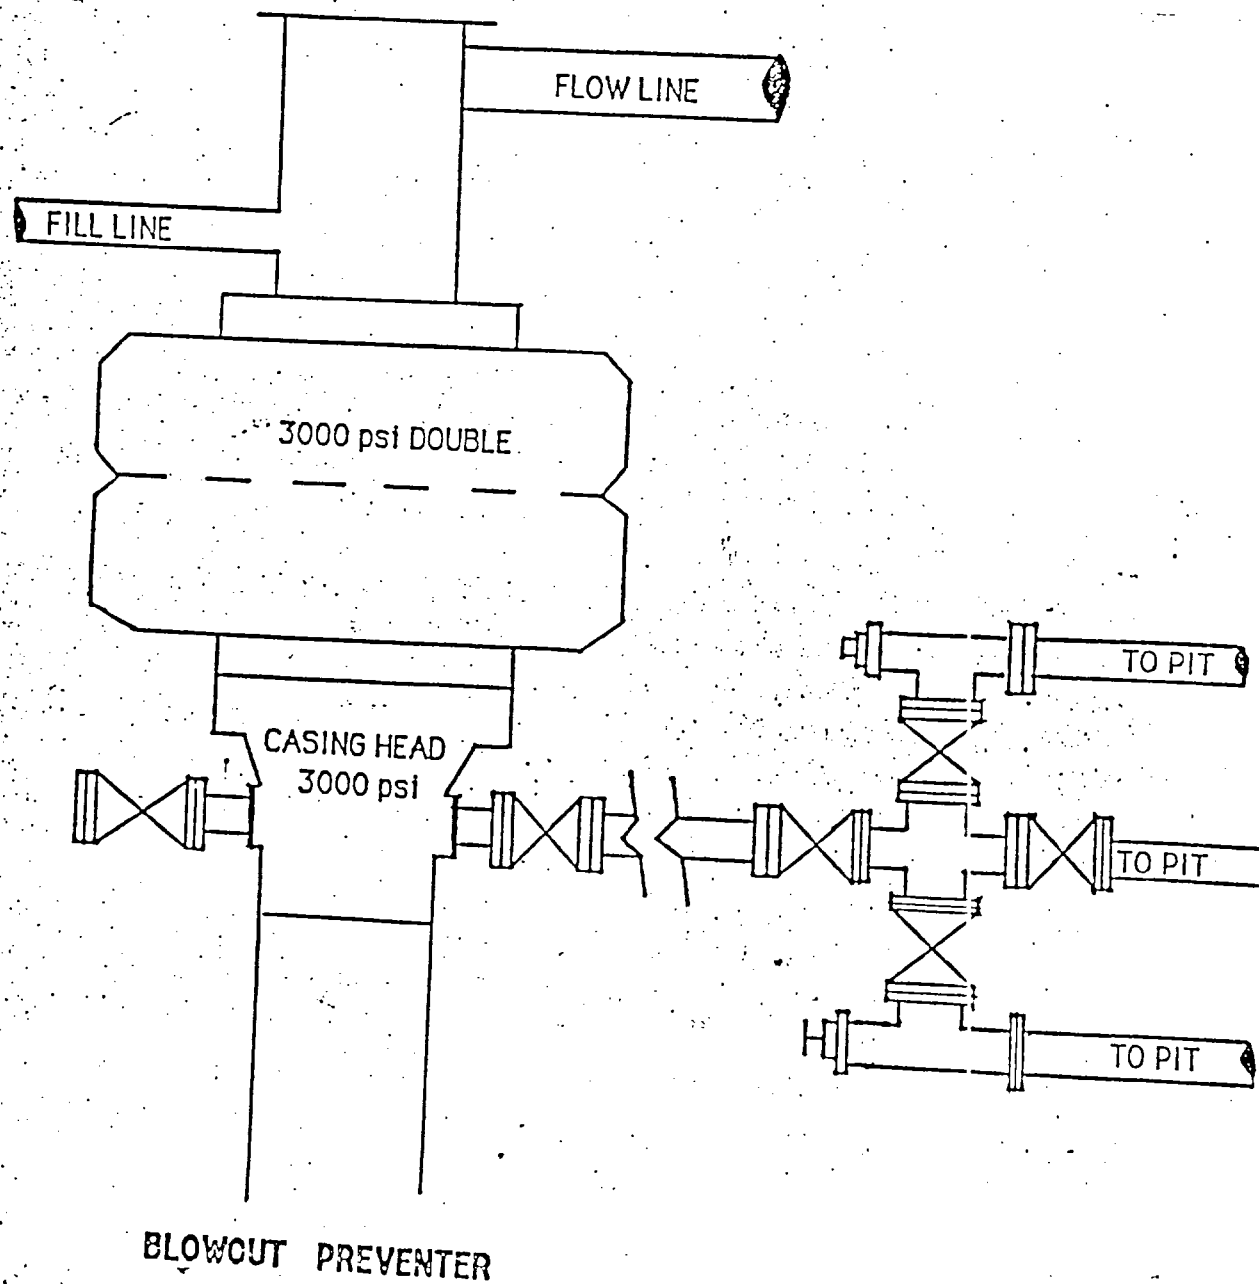 FLOW LINE
FILL LINE
3000 psi DOUBLE
TO PIT
CASING HEAD
3000 psi
TO PIT
TO PIT
BLOWOUT PREVENTER